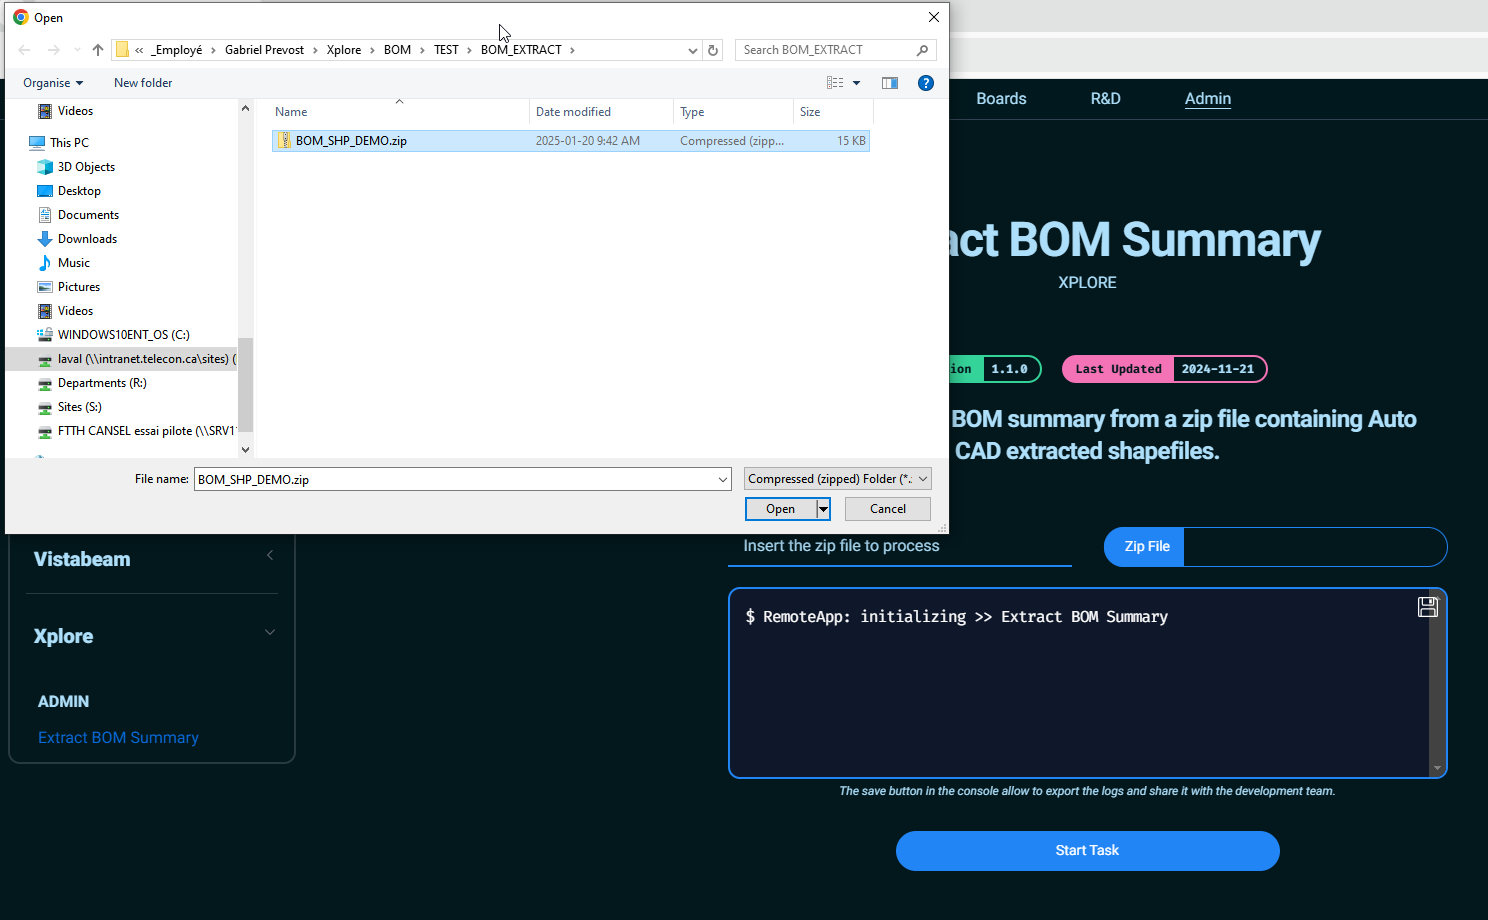 Open
« _Employé > Gabriel Prevost > Xplore > BOM > TEST > BOM_EXTRACT >
Search BOM_EXTRACT
Organise
New folder
Videos
This PC
3D Objects
Desktop
Documents
Downloads
Music
Pictures
Videos
WINDOWS10ENT_OS (C:)
laval (\\intranet.telecon.ca\sites) (
Departments (R:)
Sites (S:)
FTTH CANSEL essai pilote (\\SRV1
Name
Date modified
Type
Size
BOM_SHP_DEMO.zip
2025-01-20 9:42 AM
Compressed (zipp...
15 KB
File name:
BOM_SHP_DEMO.zip
Compressed (zipped) Folder (*.
Open
Cancel
Boards
R&D
Admin
act BOM Summary
XPLORE
ion 1.1.0
Last Updated 2024-11-21
BOM summary from a zip file containing Auto
CAD extracted shapefiles.
Vistabeam
Xplore
ADMIN
Extract BOM Summary
Insert the zip file to process
Zip File
$ RemoteApp: initializing >> Extract BOM Summary
The save button in the console allow to export the logs and share it with the development team.
Start Task